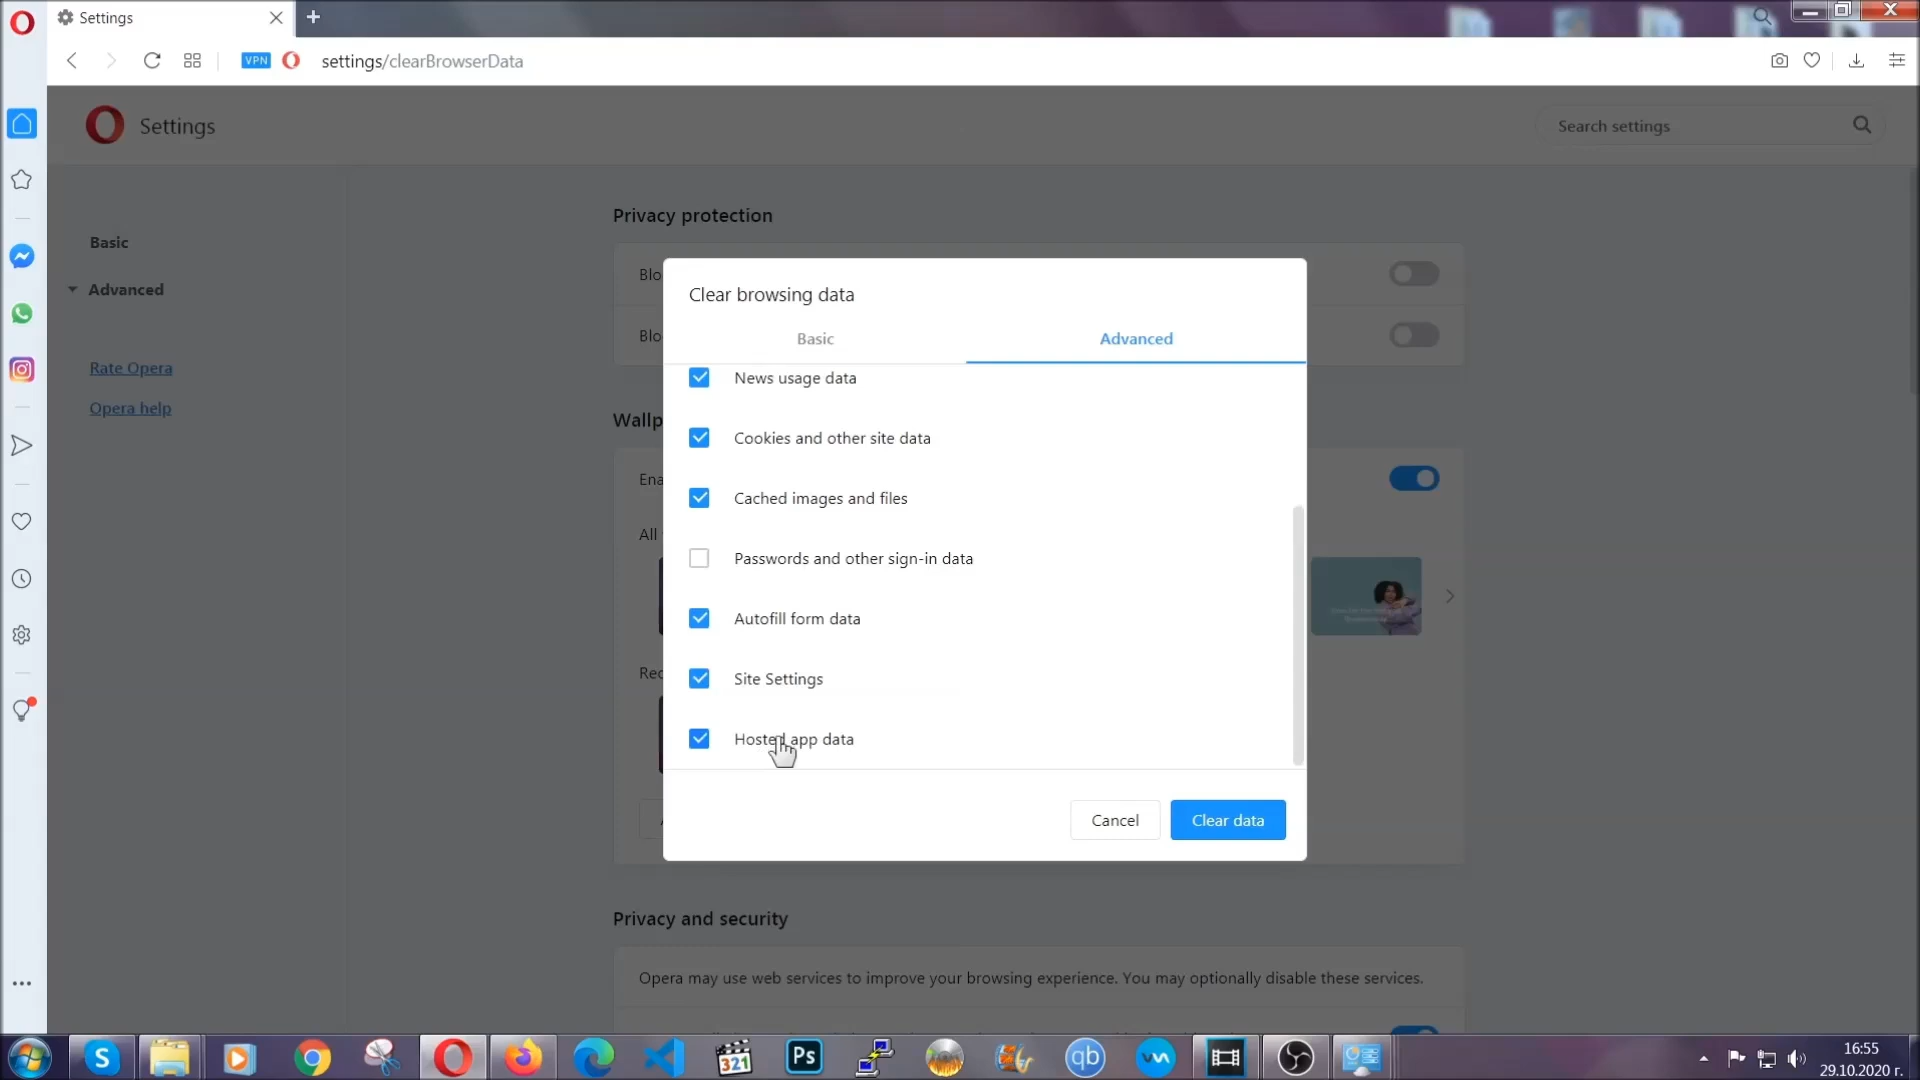 Settings
VPN
settings/clearBrowserData
Settings
Search settings
Basic
Advanced
Rate Opera
Opera help
Privacy protection
Blo
Blo
Wallp
Ena
All
Rec
Clear browsing data
Basic
Advanced
News usage data
Cookies and other site data
Cached images and files
Passwords and other sign-in data
Autofill form data
Site Settings
Hosted app data
Cancel
Clear data
Privacy and security
Opera may use web services to improve your browsing experience. You may optionally disable these services.
S
321
Ps
qb
16:55
29.10.2020 г.